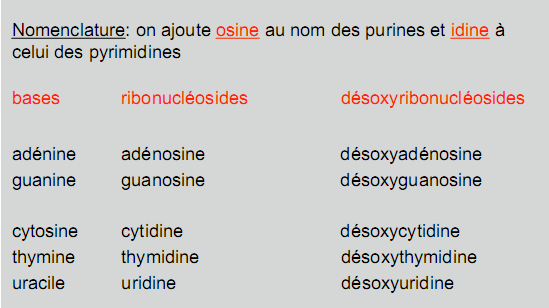 Nomenclature: on ajoute osine au nom des purines et idine à
celui des pyrimidines
bases ribonucléosides désoxyribonucléosides
adénine adénosine désoxyadénosine
guanine guanosine désoxyguanosine
cytosine cytidine désoxycytidine
thymine thymidine désoxythymidine
uracile uridine désoxyuridine